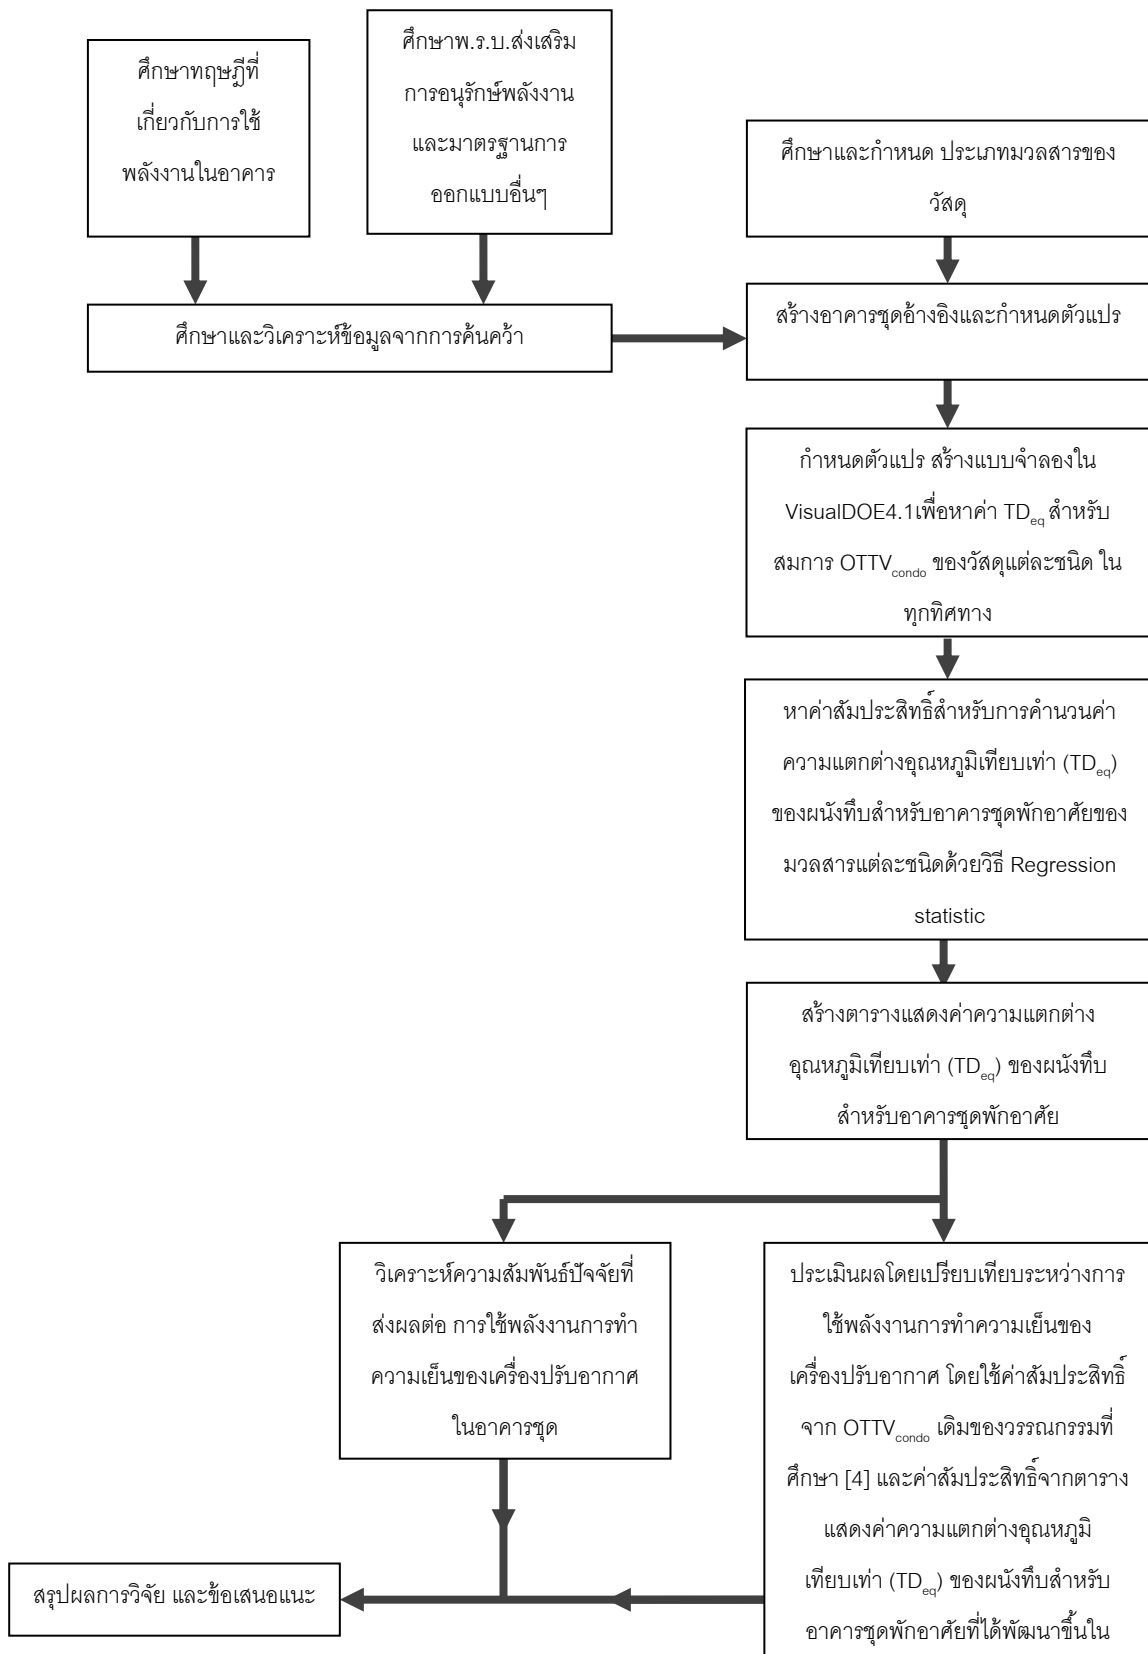 ศึกษาทฤษฎีที่
เกี่ยวกับการใช้
พลังงานในอาคาร
ศึกษาพ.ร.บ.ส่งเสริม
การอนุรักษ์พลังงาน
และมาตรฐานการ
ออกแบบอื่นๆ
ศึกษาและกำหนด ประเภทมวลสารของ
วัสดุ
ศึกษาและวิเคราะห์ข้อมูลจากการค้นคว้า
สร้างอาคารชุดอ้างอิงและกำหนดตัวแปร
กำหนดตัวแปร สร้างแบบจำลองใน
VisualDOE4.1เพื่อหาค่า TDeq สำหรับ
สมการ OTTVcondo ของวัสดุแต่ละชนิด ใน
ทุกทิศทาง
หาค่าสัมประสิทธิ์สำหรับการคำนวนค่า
ความแตกต่างอุณหภูมิเทียบเท่า (TDeq)
ของผนังทึบสำหรับอาคารชุดพักอาศัยของ
มวลสารแต่ละชนิดด้วยวิธี Regression
statistic
สร้างตารางแสดงค่าความแตกต่าง
อุณหภูมิเทียบเท่า (TDeq) ของผนังทึบ
สำหรับอาคารชุดพักอาศัย
วิเคราะห์ความสัมพันธ์ปัจจัยที่
ส่งผลต่อ การใช้พลังงานการทำ
ความเย็นของเครื่องปรับอากาศ
ในอาคารชุด
ประเมินผลโดยเปรียบเทียบระหว่างการ
ใช้พลังงานการทำความเย็นของ
เครื่องปรับอากาศ โดยใช้ค่าสัมประสิทธิ์
จาก OTTVcondo เดิมของวรรณกรรมที่
ศึกษา [4] และค่าสัมประสิทธิ์จากตาราง
แสดงค่าความแตกต่างอุณหภูมิ
เทียบเท่า (TDeq) ของผนังทึบสำหรับ
อาคารชุดพักอาศัยที่ได้พัฒนาขึ้นใน
สรุปผลการวิจัย และข้อเสนอแนะ